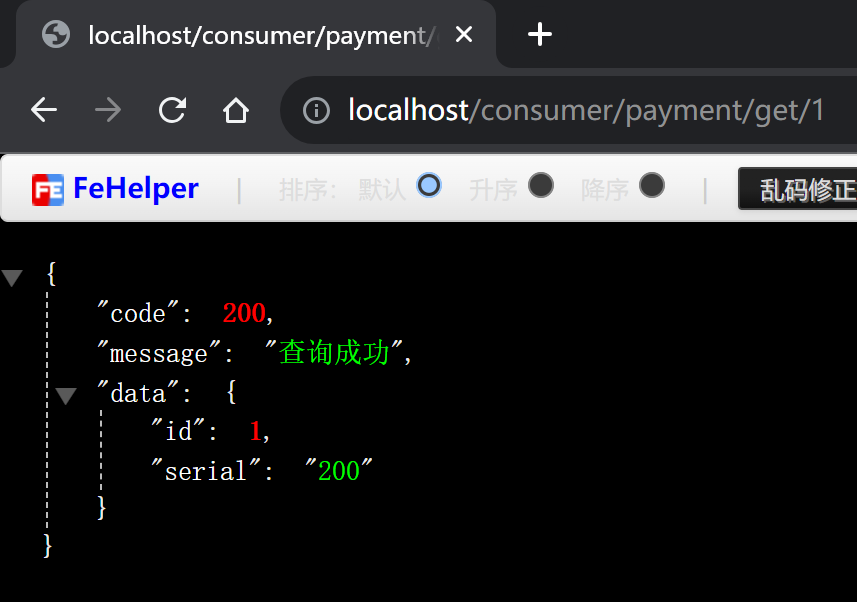 localhost/consumer/payment/
localhost/consumer/payment/get/1
FeHelper | 排序: 默认 升序 降序 | 乱码修正
{
"code": 200,
"message": "查询成功",
"data": {
"id": 1,
"serial": "200"
}
}